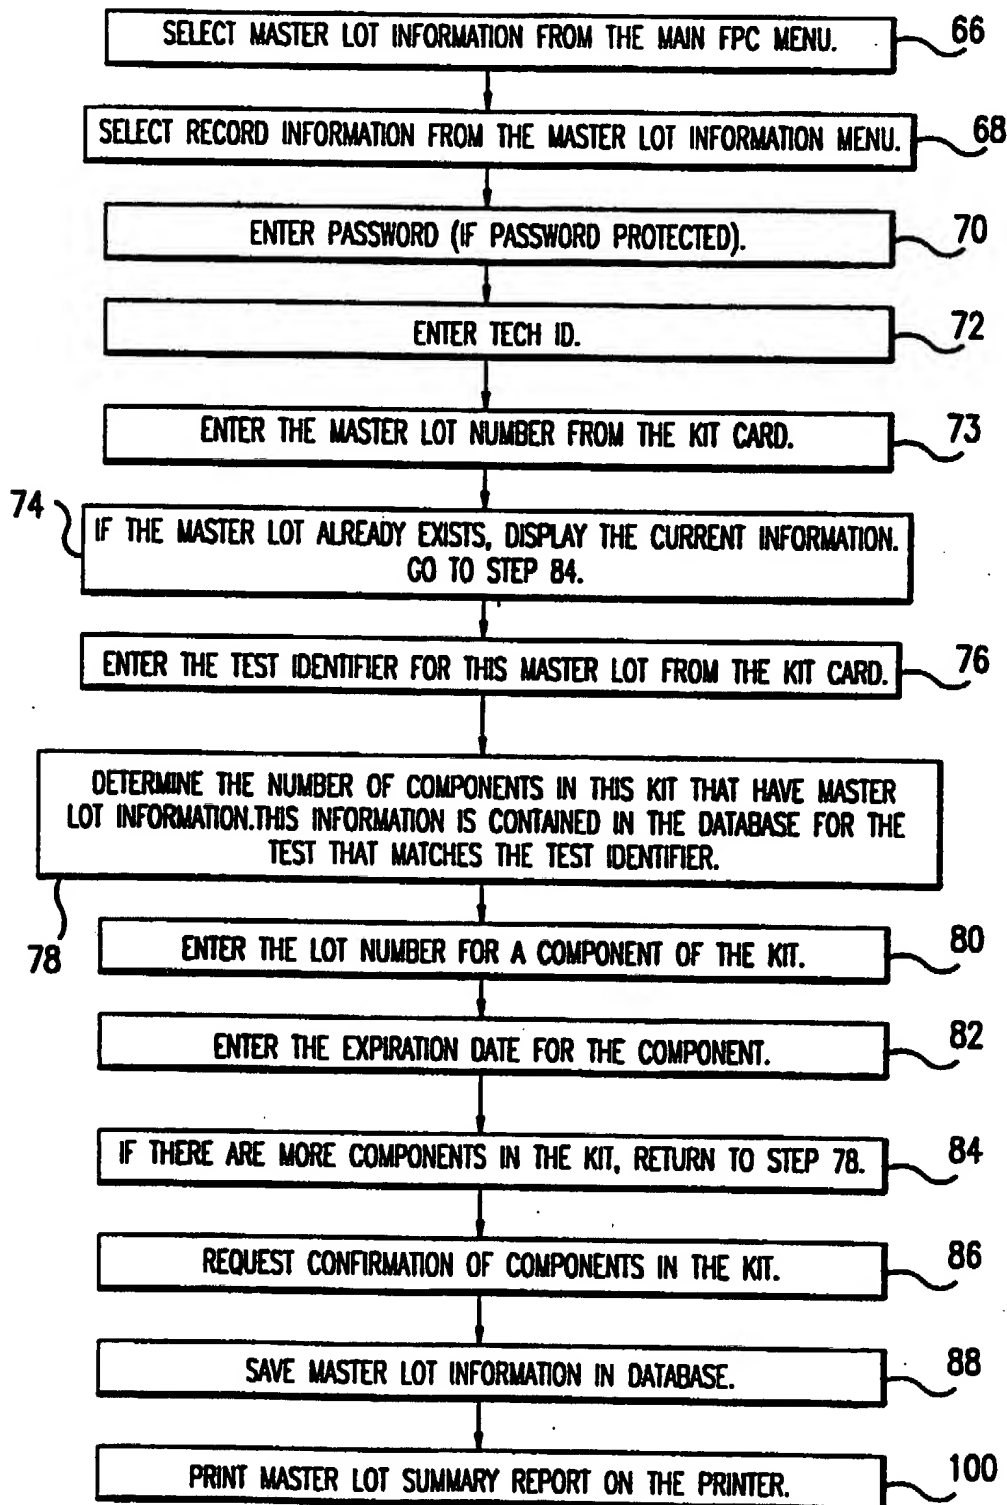 SELECT MASTER LOT INFORMATION FROM THE MAIN FPC MENU.
66
SELECT RECORD INFORMATION FROM THE MASTER LOT INFORMATION MENU.
68
ENTER PASSWORD (IF PASSWORD PROTECTED).
70
ENTER TECH ID.
72
ENTER THE MASTER LOT NUMBER FROM THE KIT CARD.
73
74
IF THE MASTER LOT ALREADY EXISTS, DISPLAY THE CURRENT INFORMATION.
GO TO STEP 84.
ENTER THE TEST IDENTIFIER FOR THIS MASTER LOT FROM THE KIT CARD.
76
DETERMINE THE NUMBER OF COMPONENTS IN THIS KIT THAT HAVE MASTER
LOT INFORMATION.THIS INFORMATION IS CONTAINED IN THE DATABASE FOR THE
TEST THAT MATCHES THE TEST IDENTIFIER.
78
ENTER THE LOT NUMBER FOR A COMPONENT OF THE KIT.
80
ENTER THE EXPIRATION DATE FOR THE COMPONENT.
82
IF THERE ARE MORE COMPONENTS IN THE KIT, RETURN TO STEP 78.
84
REQUEST CONFIRMATION OF COMPONENTS IN THE KIT.
86
SAVE MASTER LOT INFORMATION IN DATABASE.
88
PRINT MASTER LOT SUMMARY REPORT ON THE PRINTER.
100